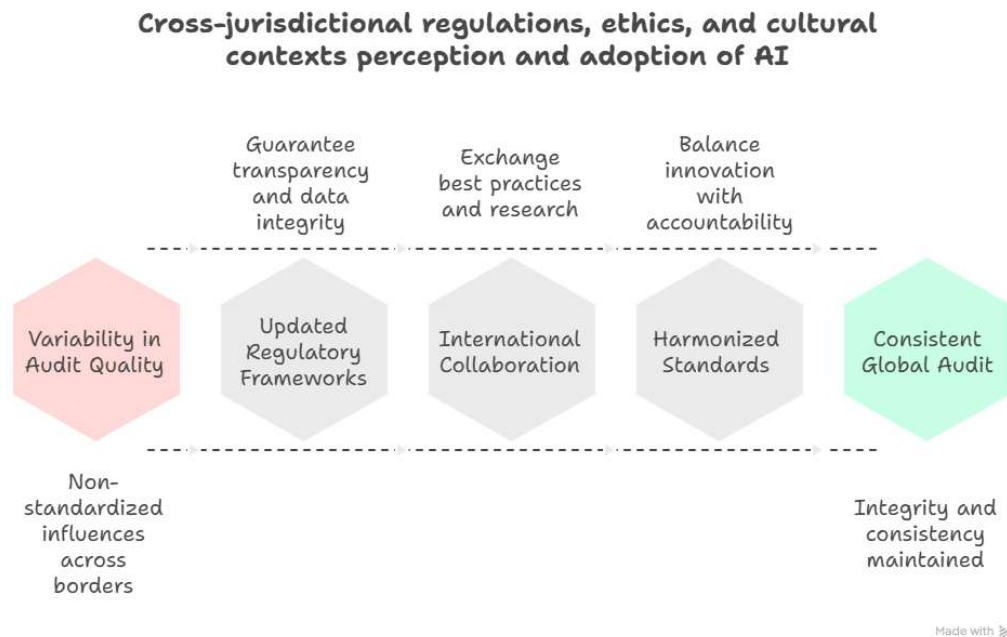 Cross-jurisdictional regulations, ethics, and cultural
contexts perception and adoption of AI
Guarantee
transparency
and data
integrity
Exchange
best practices
and research
Balance
innovation
with
accountability
Variability in
Audit Quality
Updated
Regulatory
Frameworks
International
Collaboration
Harmonized
Standards
Consistent
Global Audit
Non-
standardized
influences
across
borders
Integrity and
consistency
maintained
Made with